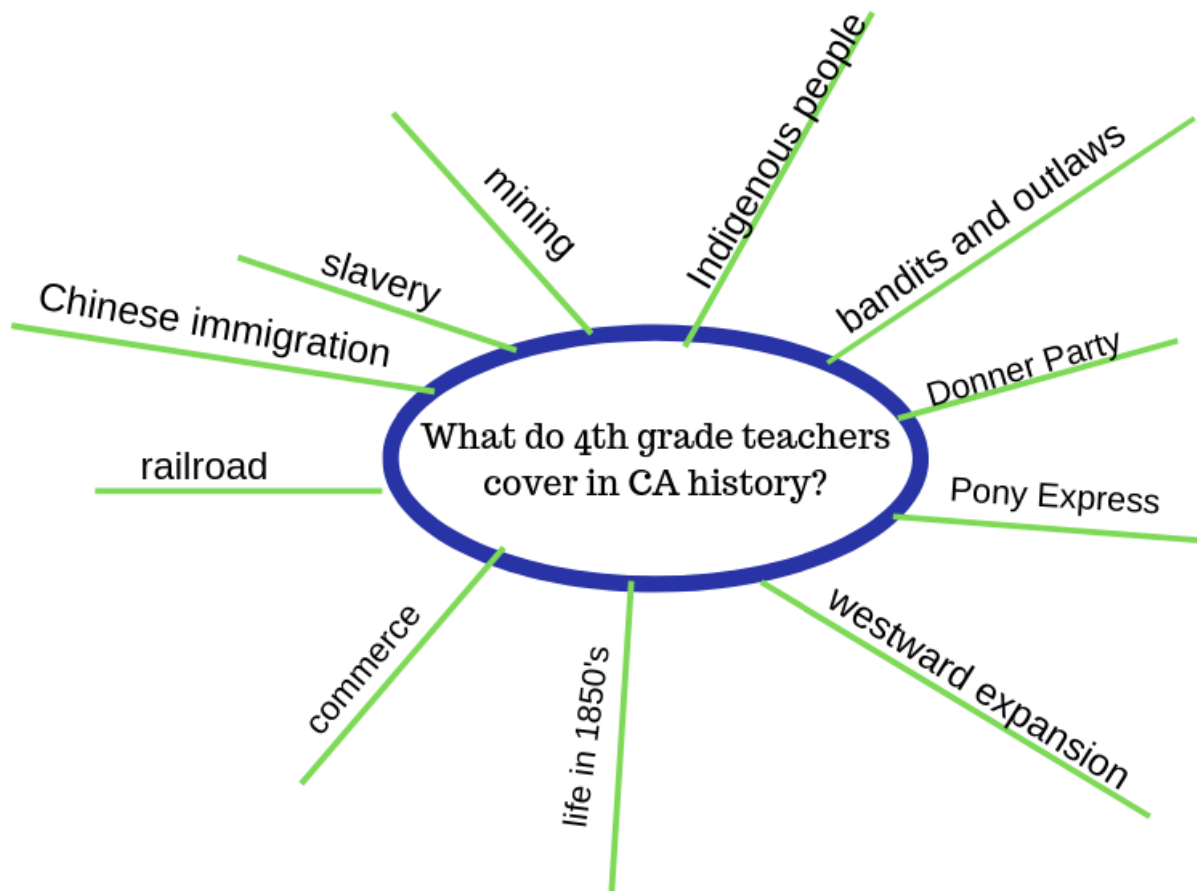 Indigenous people
mining
bandits and outlaws
slavery
Chinese immigration
Donner Party
What do 4th grade teachers
cover in CA history?
railroad
Pony Express
westward expansion
commerce
life in 1850's